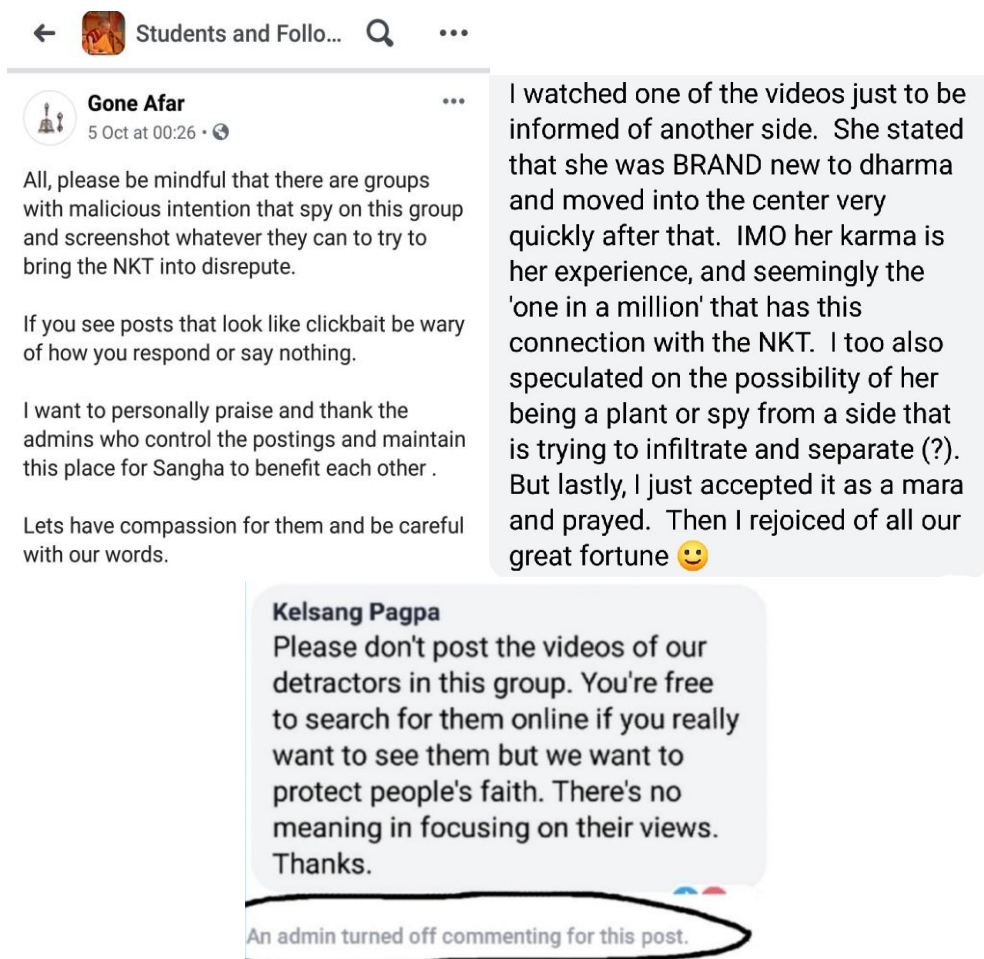 Students and Follo...
Gone Afar
5 Oct at 00:26 •
All, please be mindful that there are groups
with malicious intention that spy on this group
and screenshot whatever they can to try to
bring the NKT into disrepute.
If you see posts that look like clickbait be wary
of how you respond or say nothing.
I want to personally praise and thank the
admins who control the postings and maintain
this place for Sangha to benefit each other .
Lets have compassion for them and be careful
with our words.
I watched one of the videos just to be
informed of another side. She stated
that she was BRAND new to dharma
and moved into the center very
quickly after that. IMO her karma is
her experience, and seemingly the
'one in a million' that has this
connection with the NKT. I too also
speculated on the possibility of her
being a plant or spy from a side that
is trying to infiltrate and separate (?).
But lastly, I just accepted it as a mara
and prayed. Then I rejoiced of all our
great fortune 🙂
Kelsang Pagpa
Please don't post the videos of our
detractors in this group. You're free
to search for them online if you really
want to see them but we want to
protect people's faith. There's no
meaning in focusing on their views.
Thanks.
An admin turned off commenting for this post.